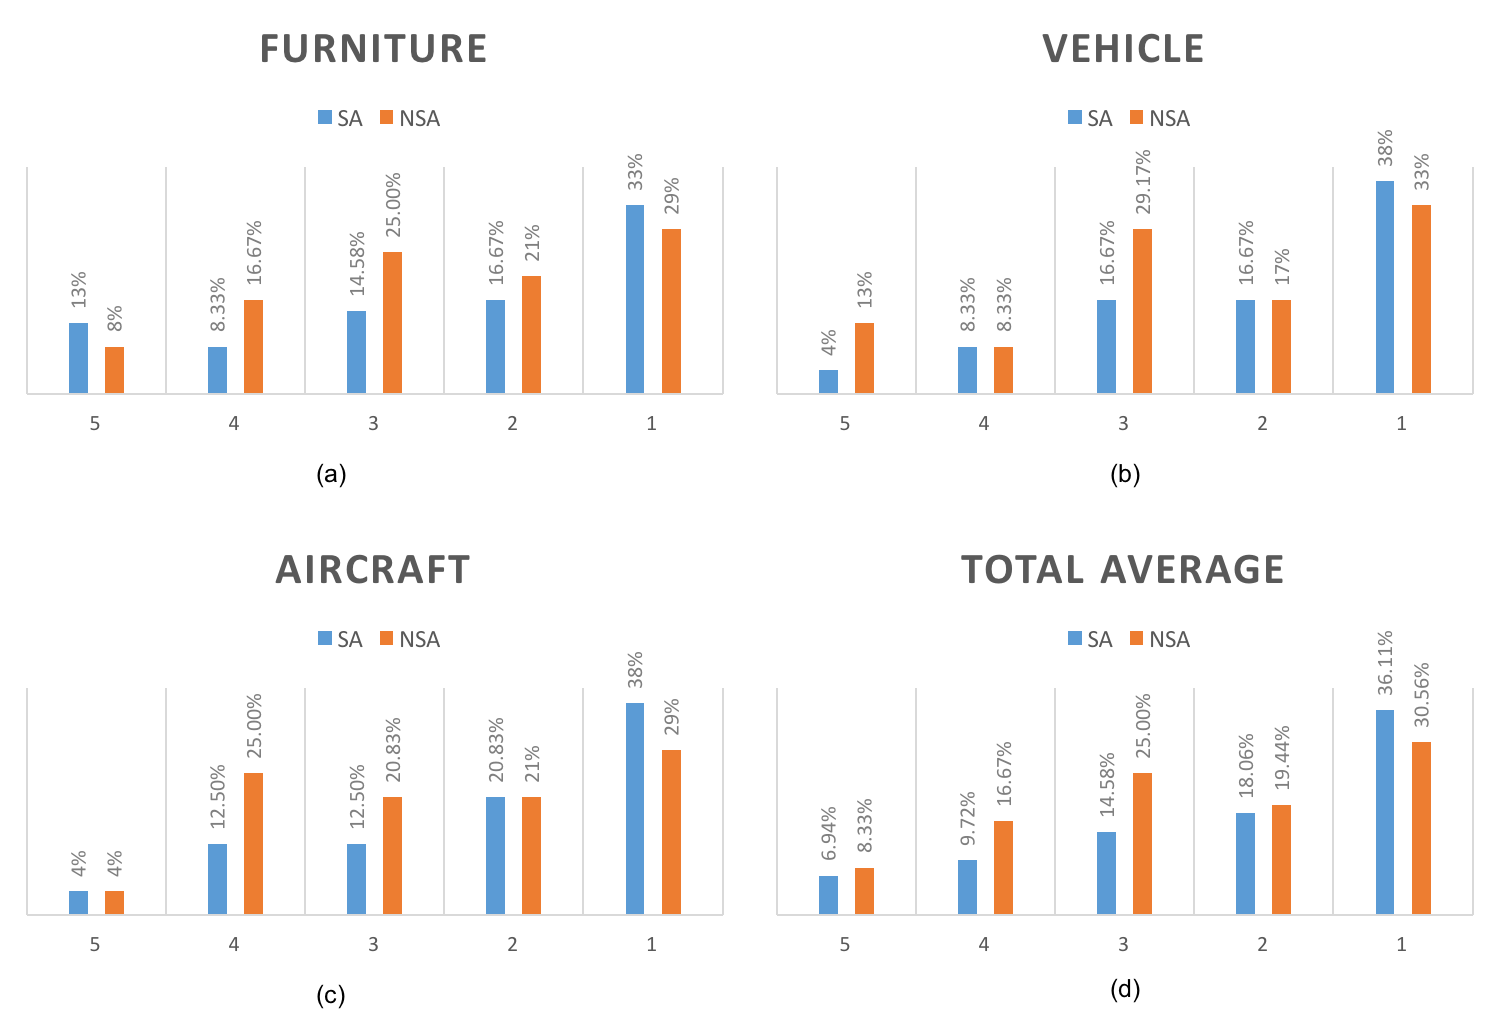 FURNITURE
SA NSA
13% 8% 8.33% 16.67% 14.58% 25.00% 16.67% 21% 33% 29%
5 4 3 2 1
(a)
VEHICLE
SA NSA
4% 13% 8.33% 8.33% 16.67% 29.17% 16.67% 17% 38% 33%
5 4 3 2 1
(b)
AIRCRAFT
SA NSA
4% 4% 12.50% 25.00% 12.50% 20.83% 20.83% 21% 38% 29%
5 4 3 2 1
(c)
TOTAL AVERAGE
SA NSA
6.94% 8.33% 9.72% 16.67% 14.58% 25.00% 18.06% 19.44% 36.11% 30.56%
5 4 3 2 1
(d)